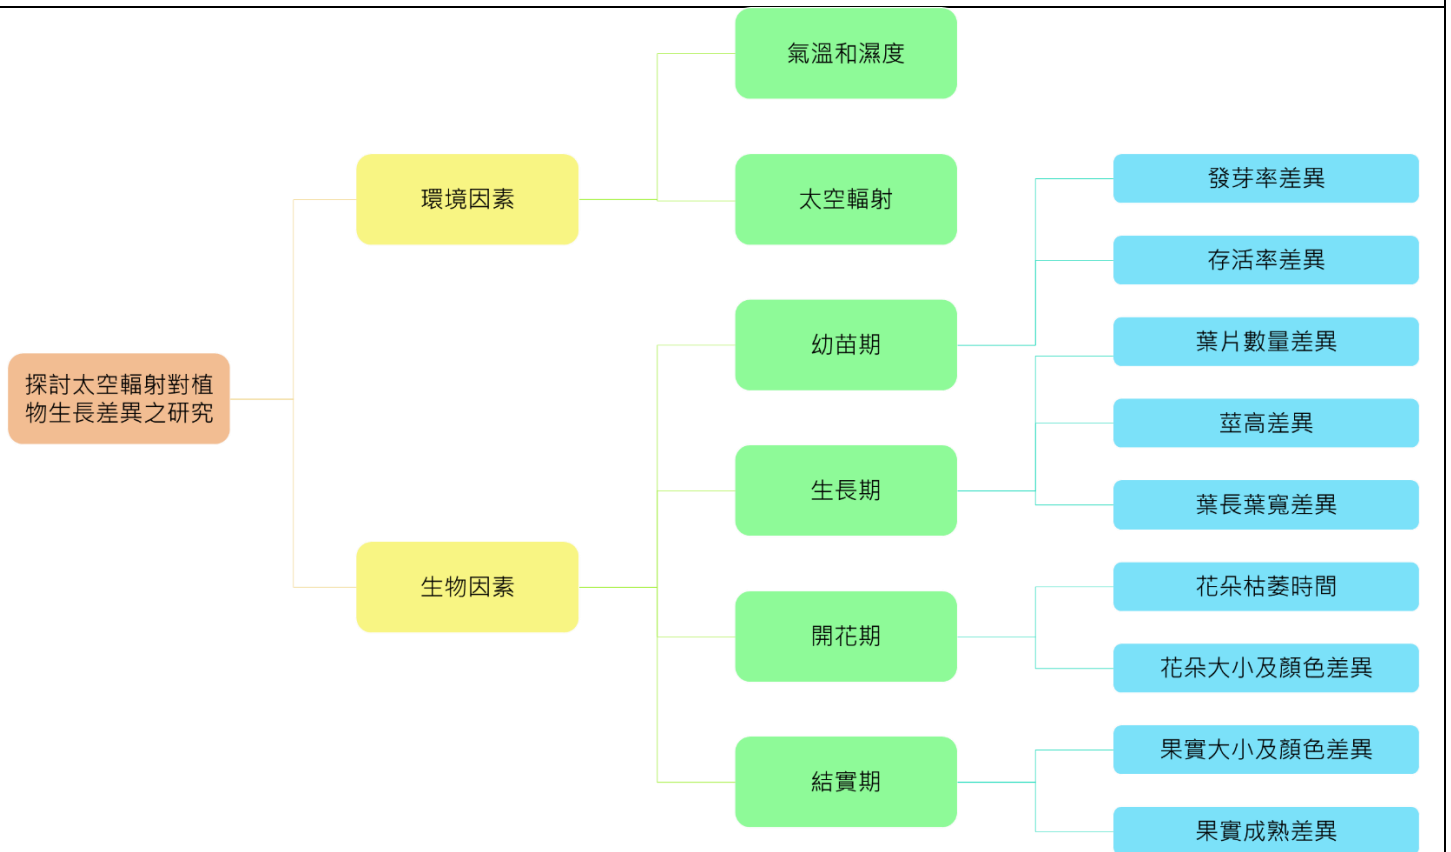 探討太空輻射對植
物生長差異之研究
環境因素
生物因素
氣溫和濕度
太空輻射
幼苗期
生長期
開花期
結實期
發芽率差異
存活率差異
葉片數量差異
莖高差異
葉長葉寬差異
花朵枯萎時間
花朵大小及顏色差異
果實大小及顏色差異
果實成熟差異